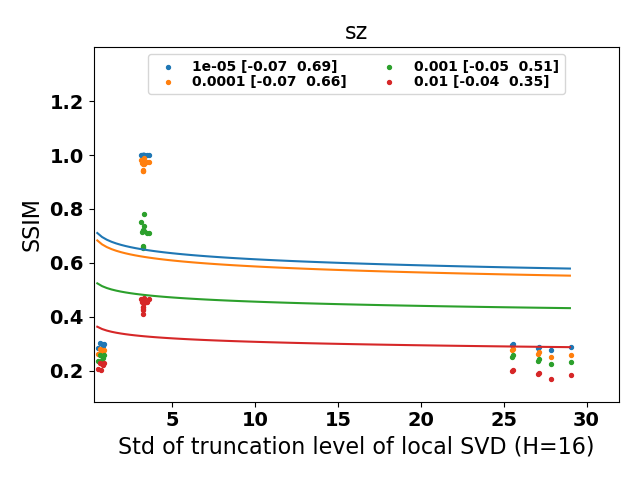 sz
1e-05 [-0.07  0.69]
0.0001 [-0.07  0.66]
0.001 [-0.05  0.51]
0.01 [-0.04  0.35]
SSIM
1.2
1.0
0.8
0.6
0.4
0.2
5 10 15 20 25 30
Std of truncation level of local SVD (H=16)